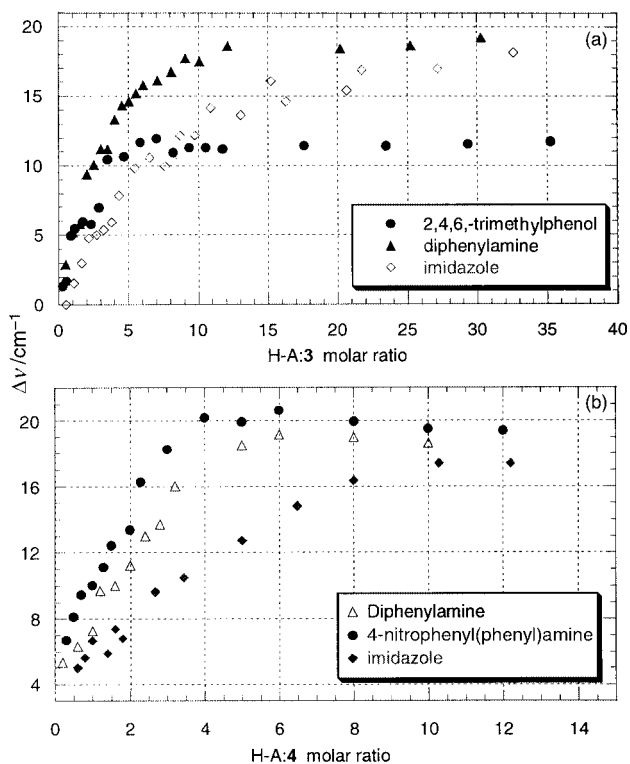 (a)
20
15
10
5
0
2,4,6,-trimethylphenol
diphenylamine
imidazole
0 5 10 15 20 25 30 35 40
H-A:3 molar ratio
Δν/cm⁻¹
(b)
20
16
12
8
4
Diphenylamine
4-nitrophenyl(phenyl)amine
imidazole
0 2 4 6 8 10 12 14
H-A:4 molar ratio